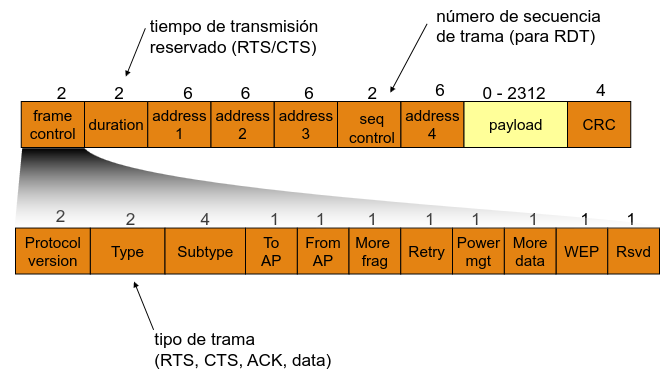 tiempo de transmisión
reservado (RTS/CTS)
número de secuencia
de trama (para RDT)
2 2 6 6 6 2 6 0 - 2312 4
frame control duration address 1 address 2 address 3 seq control address 4 payload CRC
2 2 4 1 1 1 1 1 1 1 1
Protocol version Type Subtype To AP From AP More frag Retry Power mgt More data WEP Rsvd
tipo de trama
(RTS, CTS, ACK, data)